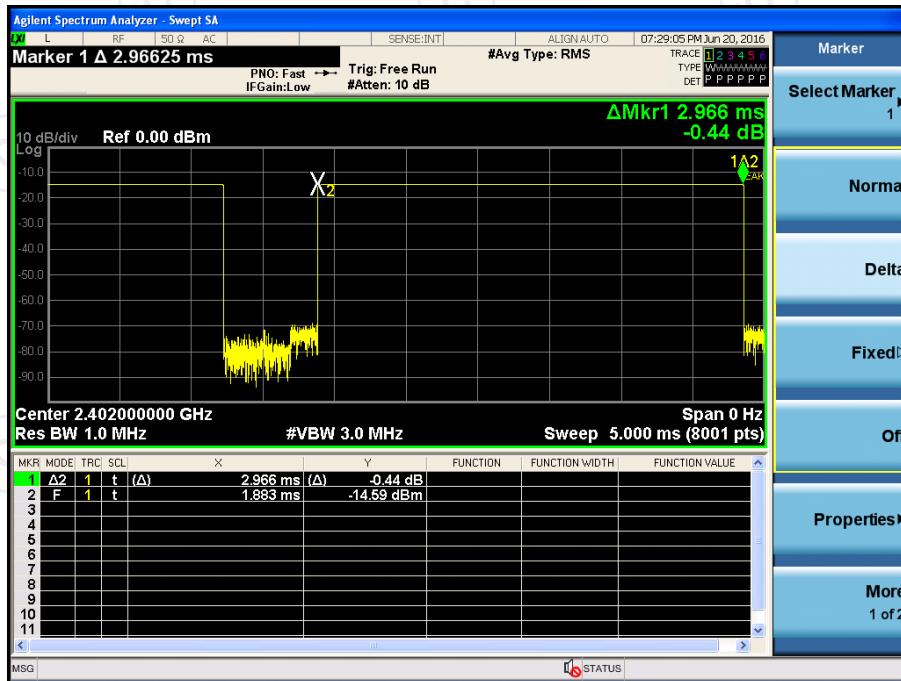 Agilent Spectrum Analyzer - Swept SA
LXI L RF 50 Ω AC SENSE:INT ALIGN AUTO 07:29:05 PM Jun 20, 2016
Marker 1 Δ 2.96625 ms
PNO: Fast
IFGain:Low
Trig: Free Run
#Atten: 10 dB
#Avg Type: RMS
TRACE 1 2 3 4 5 6
TYPE WWWWWW
DET P P P P P P
ΔMkr1 2.966 ms
-0.44 dB
10 dB/div Ref 0.00 dBm
Log
-10.0
-20.0
-30.0
-40.0
-50.0
-60.0
-70.0
-80.0
-90.0
X2
1Δ2
Center 2.402000000 GHz Span 0 Hz
Res BW 1.0 MHz #VBW 3.0 MHz Sweep 5.000 ms (8001 pts)
MKR MODE TRC SCL X Y FUNCTION FUNCTION WIDTH FUNCTION VALUE
1 Δ2 1 t (Δ) 2.966 ms (Δ) -0.44 dB
2 F 1 t 1.883 ms -14.59 dBm
3
4
5
6
7
8
9
10
11
MSG STATUS
Marker
Select Marker
1
Norma
Delta
Fixed
Of
Properties
More
1 of 2